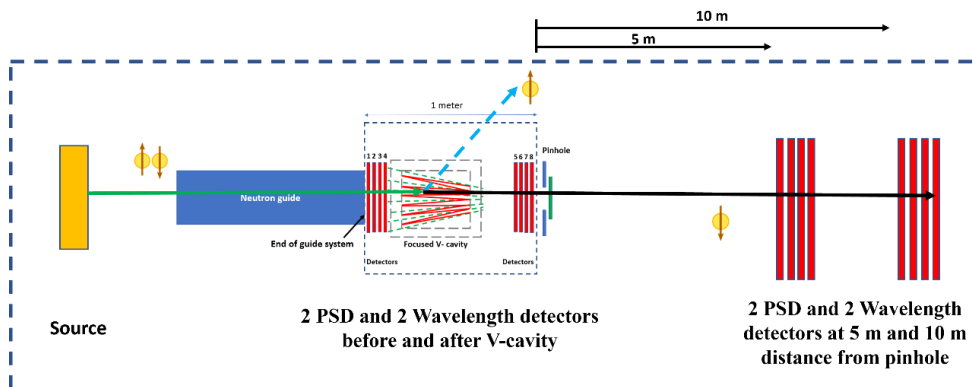 10 m
5 m
1 meter
1 2 3 4
5 6 7 8
Pinhole
Neutron guide
End of guide system
Focused V- cavity
Detectors
Detectors
Source
2 PSD and 2 Wavelength detectors
before and after V-cavity
2 PSD and 2 Wavelength
detectors at 5 m and 10 m
distance from pinhole